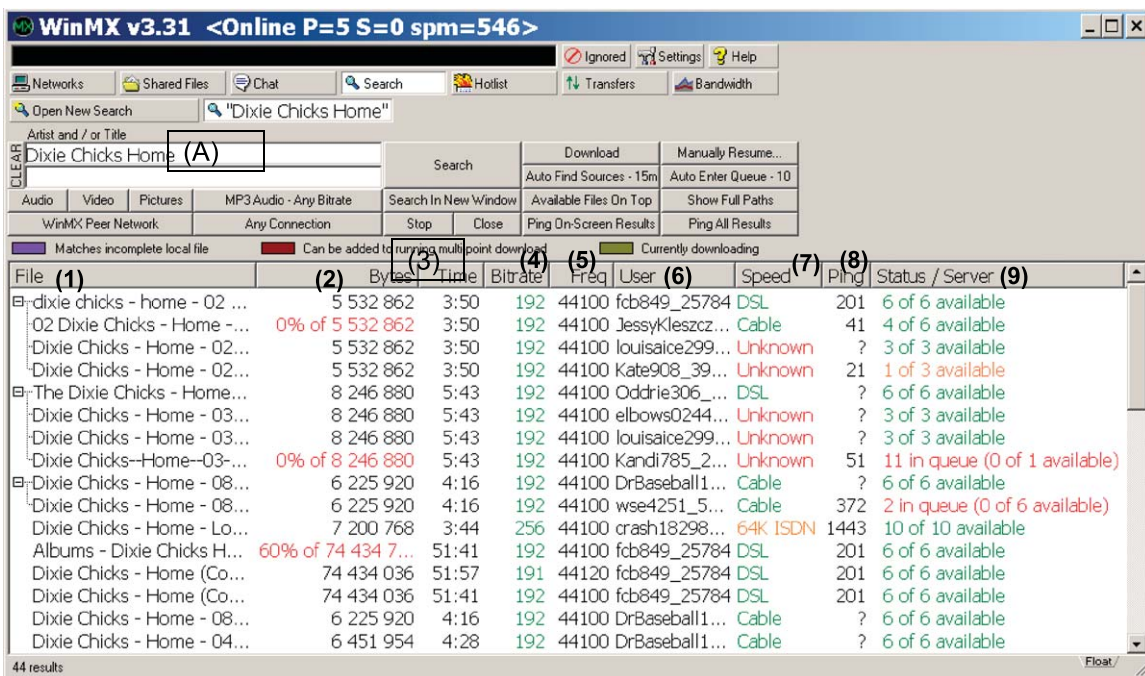 WinMX v3.31 <Online P=5 S=0 spm=546>
Ignored Settings ? Help
Networks Shared Files Chat Search Hotlist Transfers Bandwidth
Open New Search "Dixie Chicks Home"
Artist and / or Title
CLEAR Dixie Chicks Home (A) Search Download Manually Resume...
Auto Find Sources - 15m Auto Enter Queue - 10
Audio Video Pictures MP3 Audio - Any Bitrate Search In New Window Available Files On Top Show Full Paths
WinMX Peer Network Any Connection Stop Close Ping On-Screen Results Ping All Results
Matches incomplete local file Can be added to running multi point download Currently downloading
File (1) (2) Bytes (3) Time Bitrate (4) Freq (5) User (6) Speed (7) Ping (8) Status / Server (9)
dixie chicks - home - 02 ... 5 532 862 3:50 192 44100 fcb849_25784 DSL 201 6 of 6 available
02 Dixie Chicks - Home -... 0% of 5 532 862 3:50 192 44100 JessyKleszcz... Cable 41 4 of 6 available
Dixie Chicks - Home - 02... 5 532 862 3:50 192 44100 louisaice299... Unknown ? 3 of 3 available
Dixie Chicks - Home - 02... 5 532 862 3:50 192 44100 Kate908_39... Unknown 21 1 of 3 available
The Dixie Chicks - Home... 8 246 880 5:43 192 44100 Oddrie306_... DSL ? 6 of 6 available
Dixie Chicks - Home - 03... 8 246 880 5:43 192 44100 elbows0244... Unknown ? 3 of 3 available
Dixie Chicks - Home - 03... 8 246 880 5:43 192 44100 louisaice299... Unknown ? 3 of 3 available
Dixie Chicks--Home--03-... 0% of 8 246 880 5:43 192 44100 Kandi785_2... Unknown 51 11 in queue (0 of 1 available)
Dixie Chicks - Home - 08... 6 225 920 4:16 192 44100 DrBaseball1... Cable ? 6 of 6 available
Dixie Chicks - Home - 08... 6 225 920 4:16 192 44100 wse4251_5... Cable 372 2 in queue (0 of 6 available)
Dixie Chicks - Home - Lo... 7 200 768 3:44 256 44100 crash18298... 64K ISDN 1443 10 of 10 available
Albums - Dixie Chicks H... 60% of 74 434 7... 51:41 192 44100 fcb849_25784 DSL 201 6 of 6 available
Dixie Chicks - Home (Co... 74 434 036 51:57 191 44120 fcb849_25784 DSL 201 6 of 6 available
Dixie Chicks - Home (Co... 74 434 036 51:41 192 44100 fcb849_25784 DSL 201 6 of 6 available
Dixie Chicks - Home - 08... 6 225 920 4:16 192 44100 DrBaseball1... Cable ? 6 of 6 available
Dixie Chicks - Home - 04... 6 451 954 4:28 192 44100 DrBaseball1... Cable ? 6 of 6 available
44 results Float